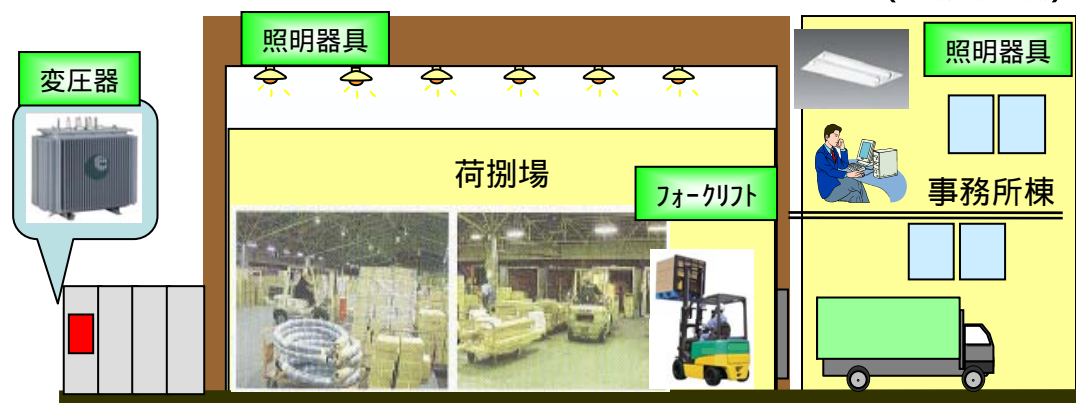 照明器具
照明器具
変圧器
荷捌場
フォークリフト
事務所棟